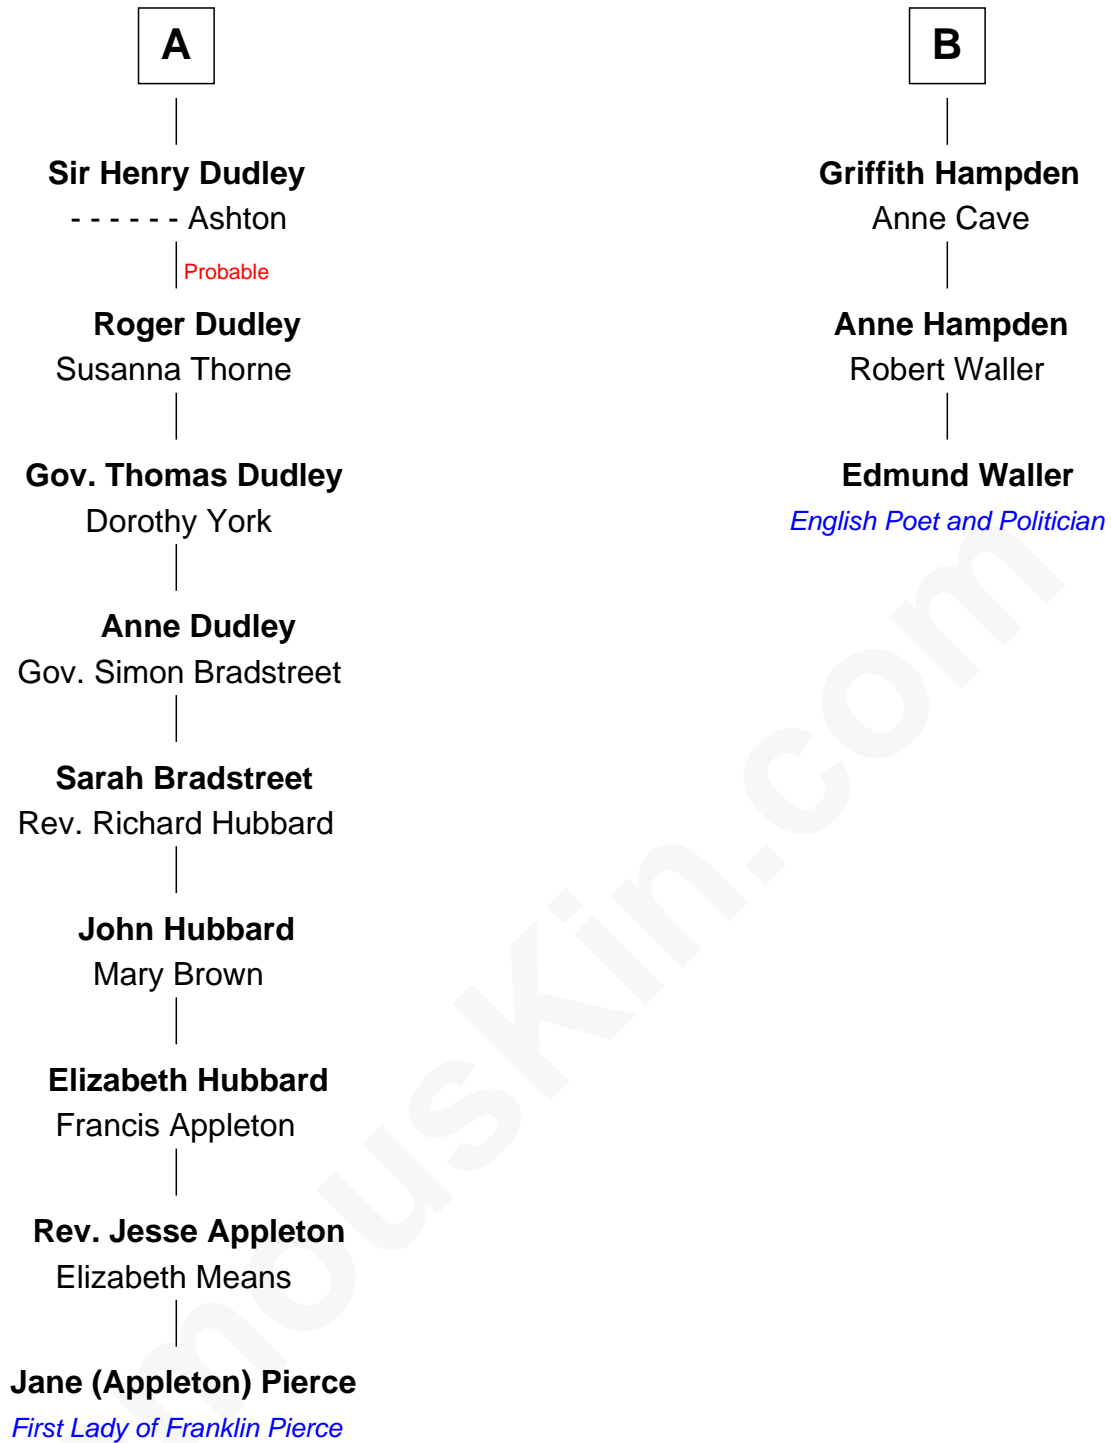 A
Sir Henry Dudley
- - - - - - Ashton
Probable
Roger Dudley
Susanna Thorne
Gov. Thomas Dudley
Dorothy York
Anne Dudley
Gov. Simon Bradstreet
Sarah Bradstreet
Rev. Richard Hubbard
John Hubbard
Mary Brown
Elizabeth Hubbard
Francis Appleton
Rev. Jesse Appleton
Elizabeth Means
Jane (Appleton) Pierce
First Lady of Franklin Pierce
B
Griffith Hampden
Anne Cave
Anne Hampden
Robert Waller
Edmund Waller
English Poet and Politician
mousKin.com